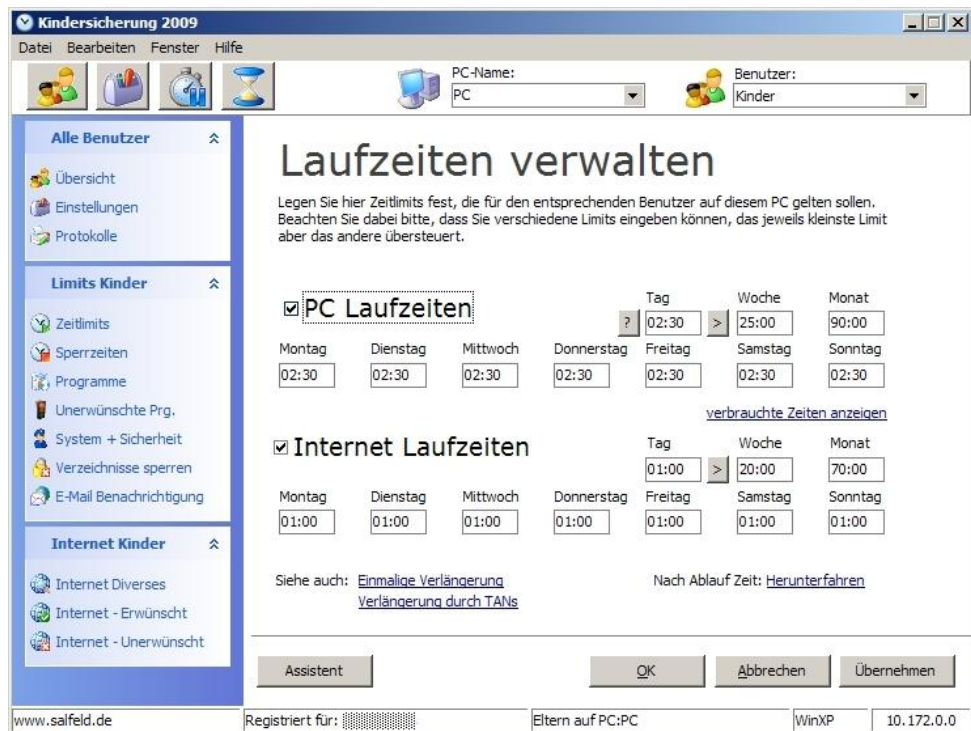 Kindersicherung 2009
Datei Bearbeiten Fenster Hilfe
PC-Name:
PC
Benutzer:
Kinder
Alle Benutzer
Übersicht
Einstellungen
Protokolle
Limits Kinder
Zeitlimits
Sperrzeiten
Programme
Unerwünschte Prg.
System + Sicherheit
Verzeichnisse sperren
E-Mail Benachrichtigung
Internet Kinder
Internet Diverses
Internet - Erwünscht
Internet - Unerwünscht
Laufzeiten verwalten
Legen Sie hier Zeitlimits fest, die für den entsprechenden Benutzer auf diesem PC gelten sollen.
Beachten Sie dabei bitte, dass Sie verschiedene Limits eingeben können, das jeweils kleinste Limit
aber das andere übersteuert.
PC Laufzeiten
Tag Woche Monat
? 02:30 > 25:00 90:00
Montag Dienstag Mittwoch Donnerstag Freitag Samstag Sonntag
02:30 02:30 02:30 02:30 02:30 02:30 02:30
verbrauchte Zeiten anzeigen
Internet Laufzeiten
Tag Woche Monat
01:00 > 20:00 70:00
Montag Dienstag Mittwoch Donnerstag Freitag Samstag Sonntag
01:00 01:00 01:00 01:00 01:00 01:00 01:00
Siehe auch: Einmalige Verlängerung
Verlängerung durch TANs
Nach Ablauf Zeit: Herunterfahren
Assistent
OK
Abbrechen
Übernehmen
www.salfeld.de
Registriert für:
Eltern auf PC:PC
WinXP
10.172.0.0